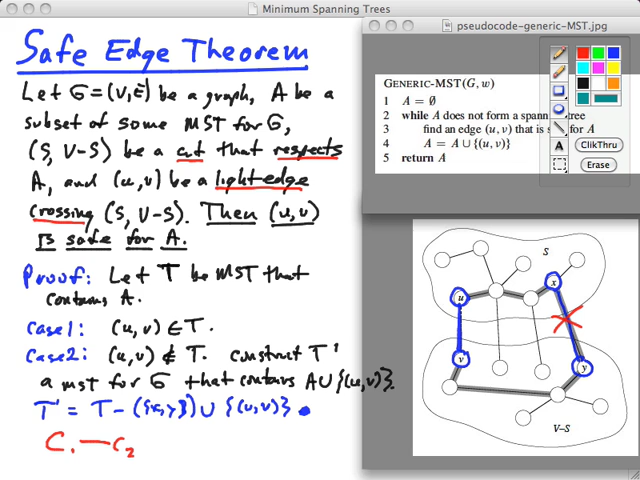 Minimum Spanning Trees
Safe Edge Theorem
Let G=(V,E) be a graph, A be a
subset of some MST for G,
(S, V-S) be a cut that respects
A, and (u,v) be a light edge
crossing (S, V-S). Then (u,v)
Is safe for A.
Proof: Let T be MST that
contains A.
Case 1: (u,v) ∈ T.
Case 2: (u,v) ∉ T. construct T'
a mst for G that contains A∪{(u,v)}.
T' = T - ({x,y}) ∪ {(u,v)}
C1 — C2
pseudocode-generic-MST.jpg
GENERIC-MST(G, w)
1 A = ∅
2 while A does not form a spann tree
3 find an edge (u, v) that is s for A
4 A = A ∪ {(u, v)}
5 return A
A
ClikThru
Erase
S
u
x
v
y
V–S